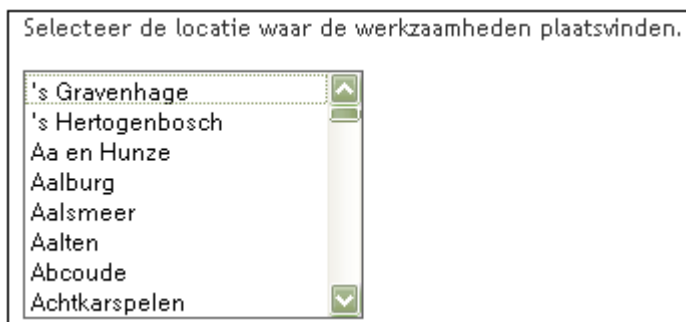 Selecteer de locatie waar de werkzaamheden plaatsvinden.
's Gravenhage
's Hertogenbosch
Aa en Hunze
Aalburg
Aalsmeer
Aalten
Abcoude
Achtkarspelen